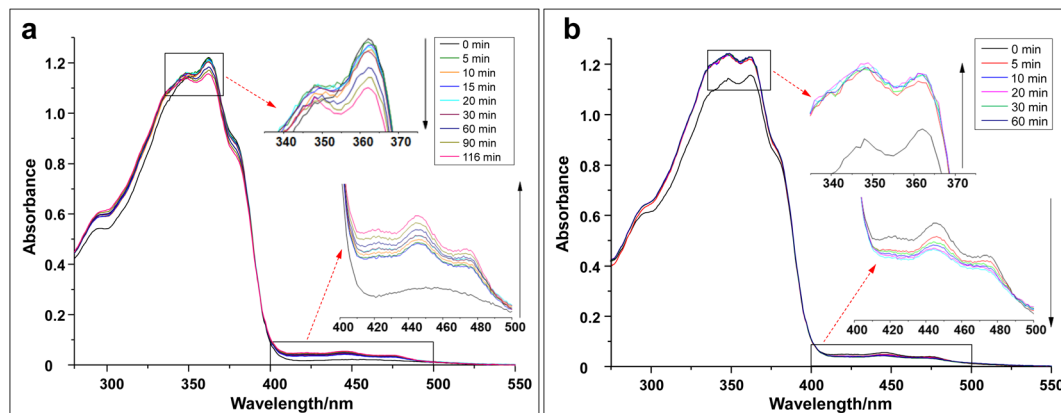 a
Absorbance
1.2
1.0
0.8
0.6
0.4
0.2
0
300
350
400
450
500
550
Wavelength/nm
340
350
360
370
400
420
440
460
480
500
0 min
5 min
10 min
15 min
20 min
30 min
60 min
90 min
116 min
b
Absorbance
1.2
1.0
0.8
0.6
0.4
0.2
0
300
350
400
450
500
550
Wavelength/nm
340
350
360
370
400
420
440
460
480
500
0 min
5 min
10 min
20 min
30 min
60 min